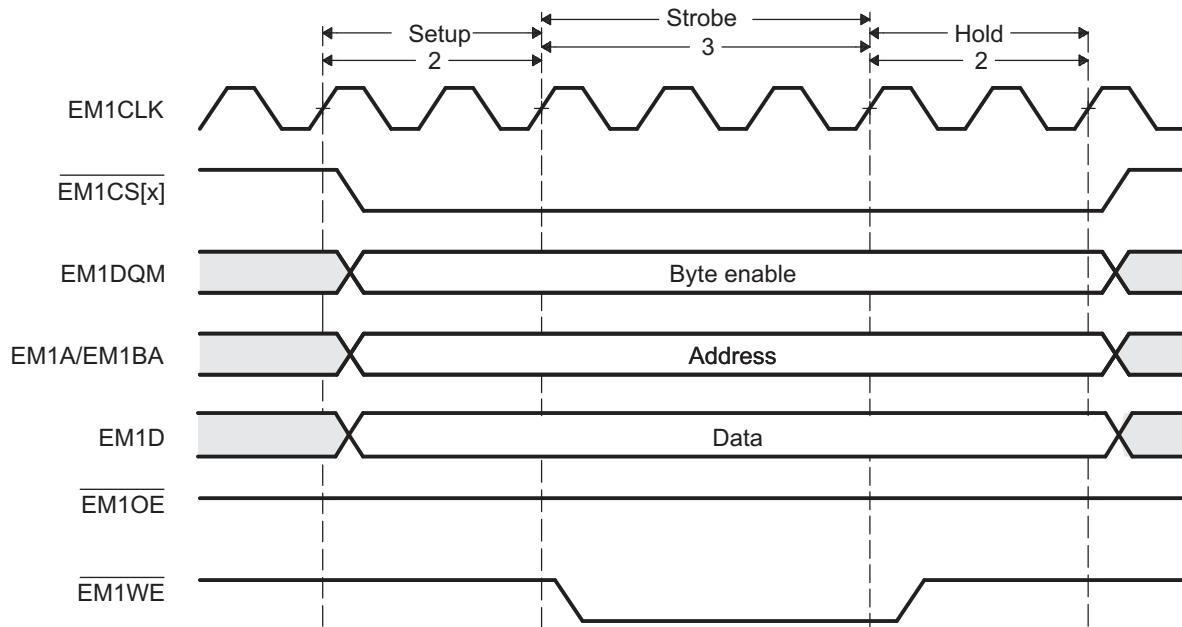 Setup
2
Strobe
3
Hold
2
EM1CLK
EM1CS[x]
EM1DQM
Byte enable
EM1A/EM1BA
Address
EM1D
Data
EM1OE
EM1WE